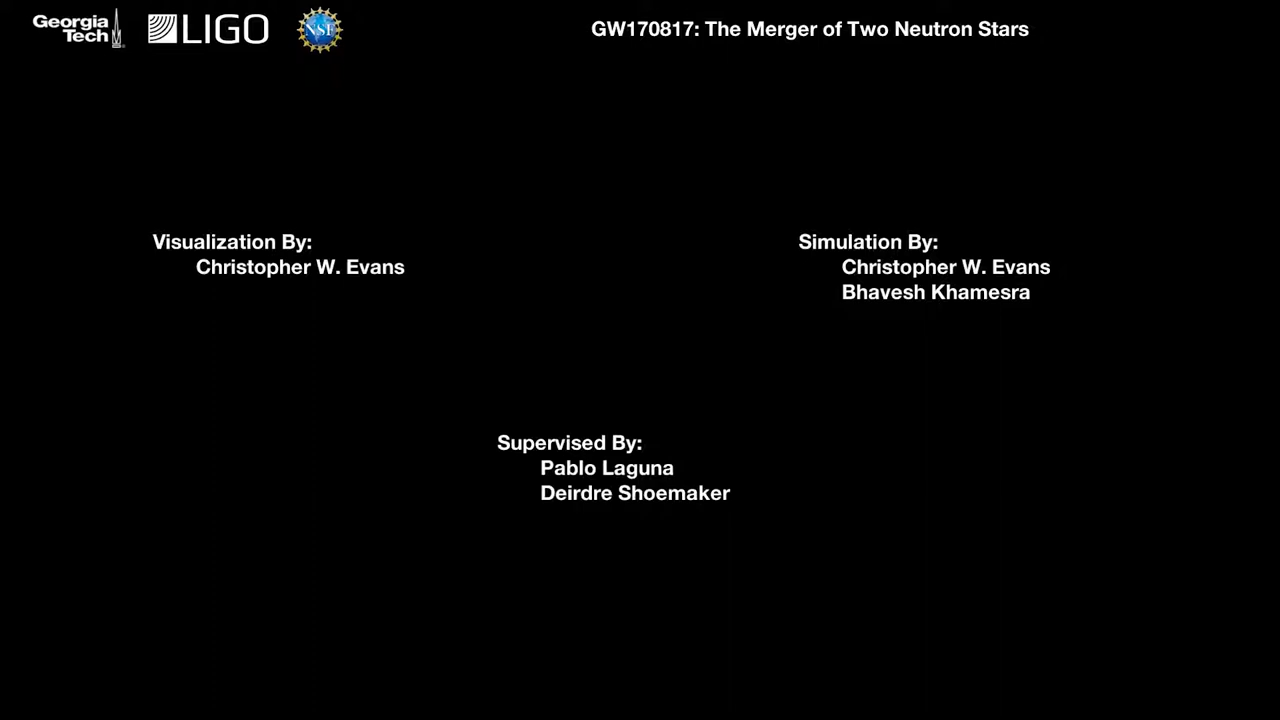 Georgia
Tech
LIGO
NSF
GW170817: The Merger of Two Neutron Stars
Visualization By:
Christopher W. Evans
Simulation By:
Christopher W. Evans
Bhavesh Khamesra
Supervised By:
Pablo Laguna
Deirdre Shoemaker